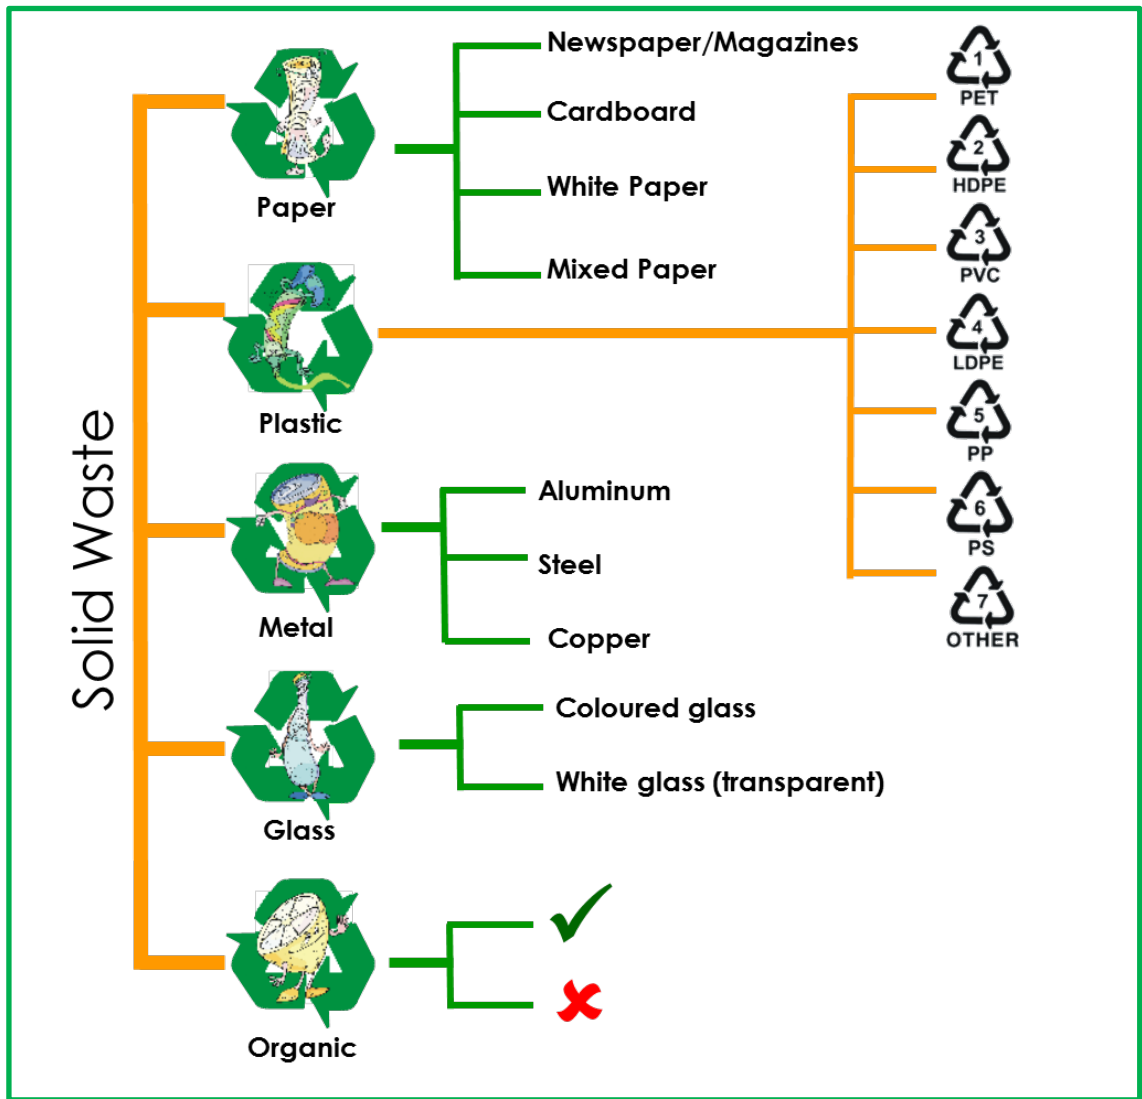 Solid Waste
Paper
Newspaper/Magazines
Cardboard
White Paper
Mixed Paper
Plastic
1
PET
2
HDPE
3
PVC
4
LDPE
5
PP
6
PS
7
OTHER
Metal
Aluminum
Steel
Copper
Glass
Coloured glass
White glass (transparent)
Organic